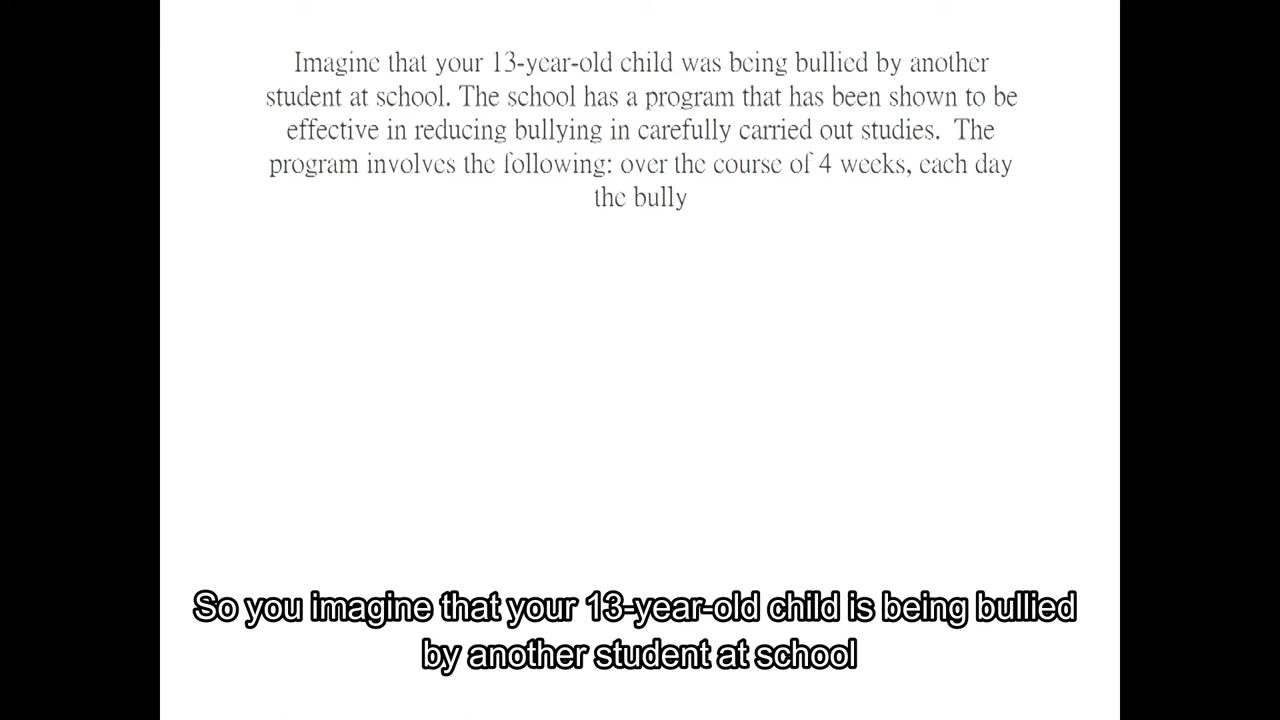 Imagine that your 13-year-old child was being bullied by another
student at school. The school has a program that has been shown to be
effective in reducing bullying in carefully carried out studies.  The
program involves the following: over the course of 4 weeks, each day
the bully
So you imagine that your 13-year-old child is being bullied
by another student at school